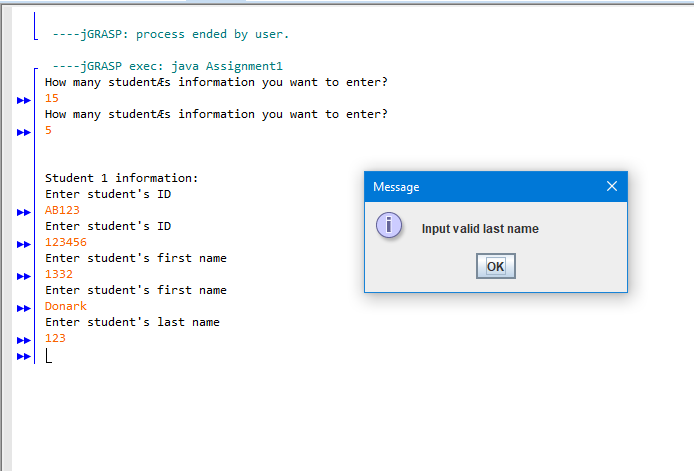 ----jGRASP: process ended by user.
----jGRASP exec: java Assignment1
How many studentÆs information you want to enter?
15
How many studentÆs information you want to enter?
5
Student 1 information:
Enter student's ID
AB123
Enter student's ID
123456
Enter student's first name
1332
Enter student's first name
Donark
Enter student's last name
123
Message
Input valid last name
OK